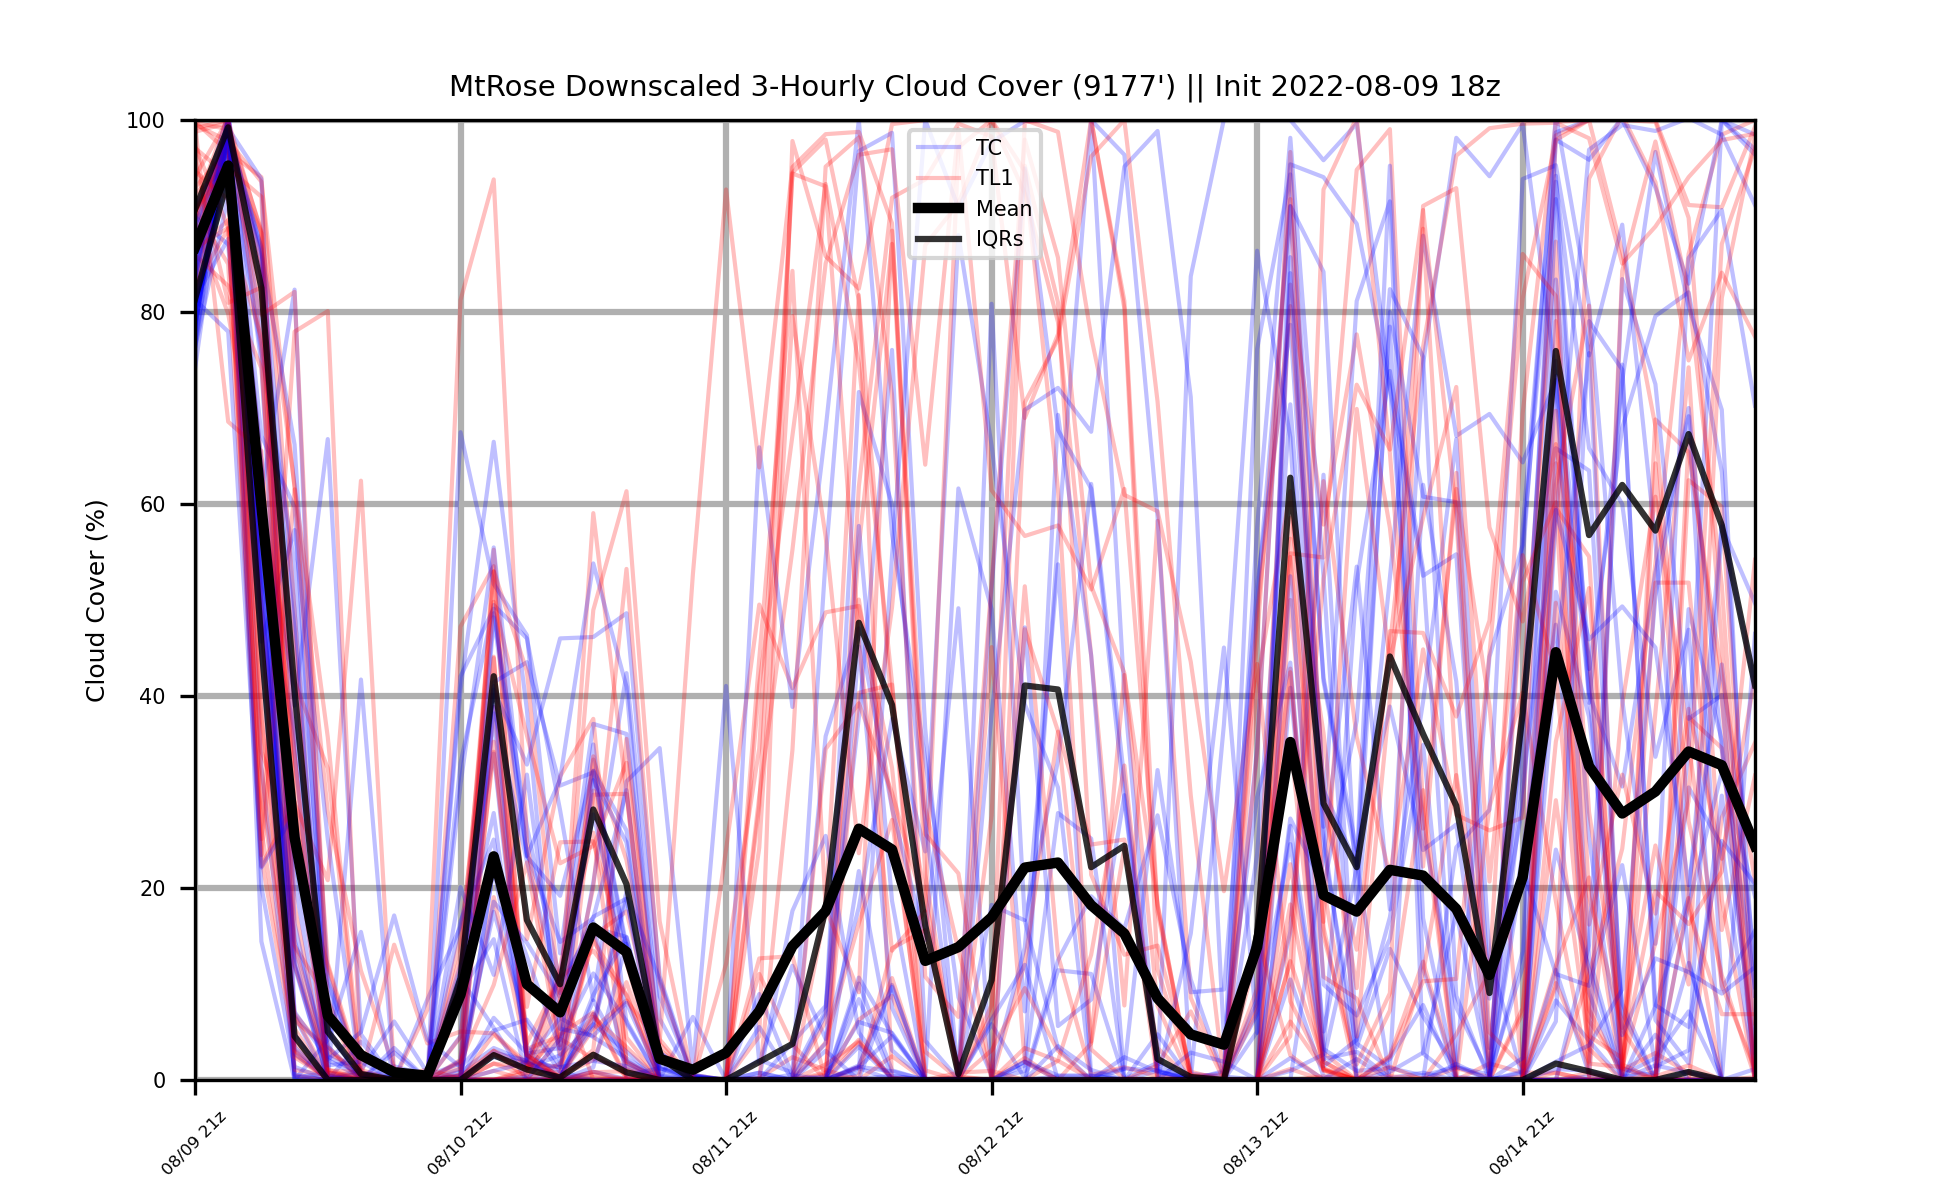 MtRose Downscaled 3-Hourly Cloud Cover (9177') || Init 2022-08-09 18z
Cloud Cover (%)
100
80
60
40
20
0
TC
TL1
Mean
IQRs
08/09 21z
08/10 21z
08/11 21z
08/12 21z
08/13 21z
08/14 21z